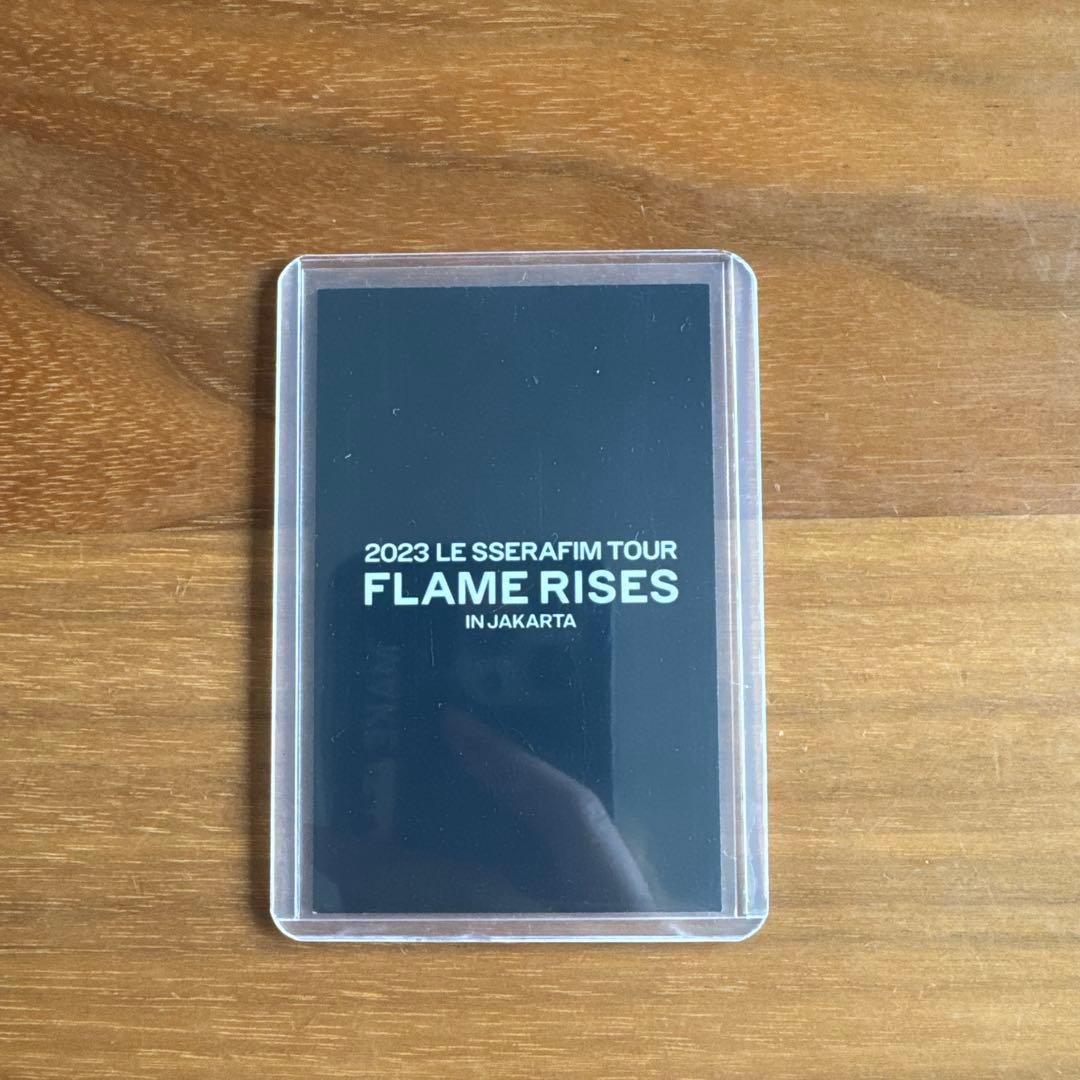 2023 LE SSERAFIM TOUR
FLAME RISES
IN JAKARTA